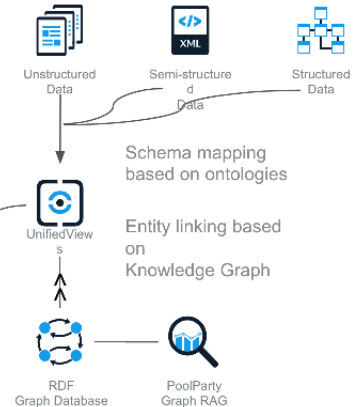 XML
Unstructured
Data
Semi-structure
d
Data
Structured
Data
Schema mapping
based on ontologies
UnifiedView
s
Entity linking based
on
Knowledge Graph
RDF
Graph Database
PoolParty
Graph RAG